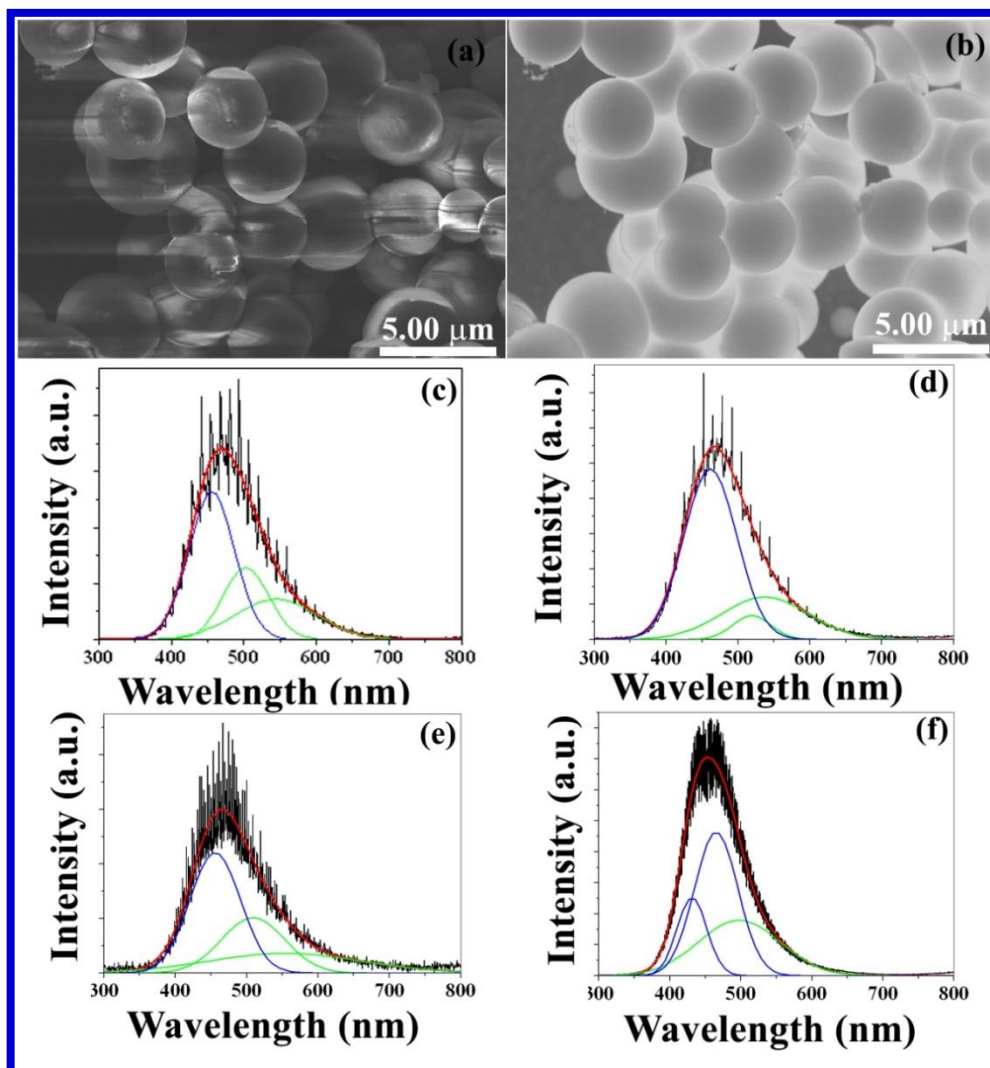 (a)
(b)
5.00 μm
5.00 μm
(c)
Intensity (a.u.)
300 400 500 600 700 800
Wavelength (nm)
(d)
Intensity (a.u.)
300 400 500 600 700 800
Wavelength (nm)
(e)
Intensity (a.u.)
300 400 500 600 700 800
Wavelength (nm)
(f)
Intensity (a.u.)
300 400 500 600 700 800
Wavelength (nm)